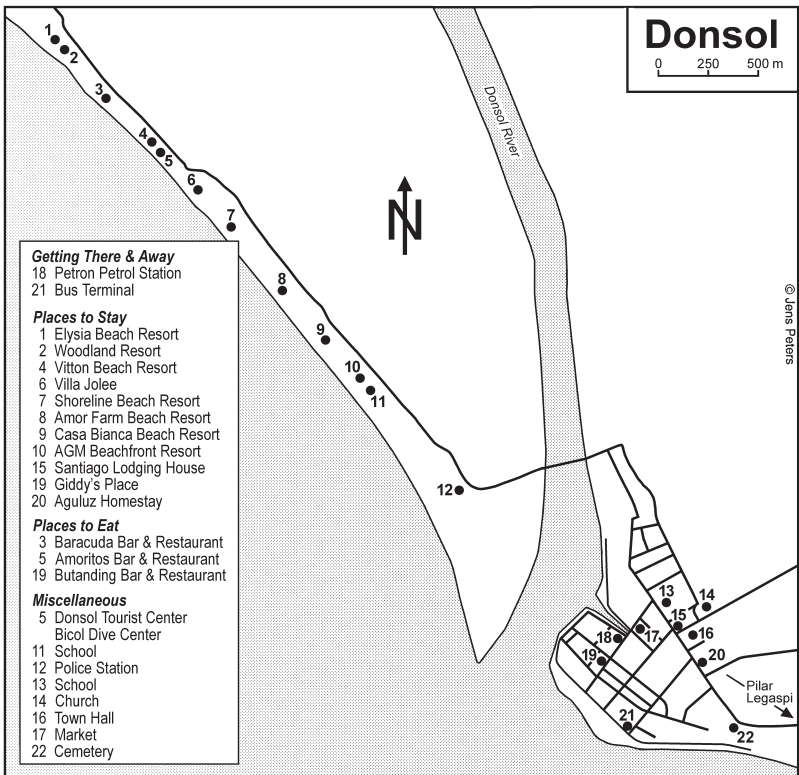 Donsol
0 250 500 m
Donsol River
N
© Jens Peters
1
2
3
4
5
6
7
8
9
10
11
12
13
14
15
16
17
18
19
20
21
22
Pilar
Legaspi
Getting There & Away
18 Petron Petrol Station
21 Bus Terminal
Places to Stay
1 Elysia Beach Resort
2 Woodland Resort
4 Vitton Beach Resort
6 Villa Jolee
7 Shoreline Beach Resort
8 Amor Farm Beach Resort
9 Casa Bianca Beach Resort
10 AGM Beachfront Resort
15 Santiago Lodging House
19 Giddy's Place
20 Aguluz Homestay
Places to Eat
3 Baracuda Bar & Restaurant
5 Amoritos Bar & Restaurant
19 Butanding Bar & Restaurant
Miscellaneous
5 Donsol Tourist Center
Bicol Dive Center
11 School
12 Police Station
13 School
14 Church
16 Town Hall
17 Market
22 Cemetery